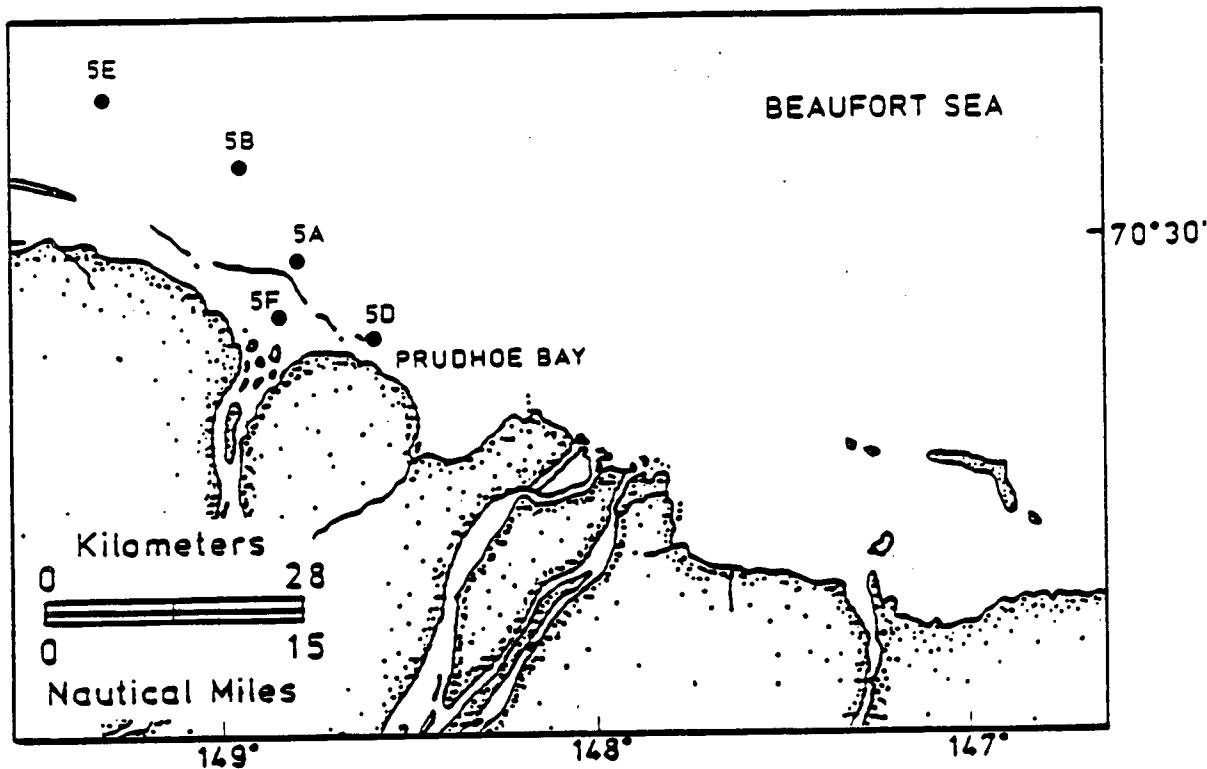 5E
BEAUFORT SEA
5B
5A
70°30'
5F
5D
PRUDHOE BAY
Kilometers
0 28
0 15
Nautical Miles
149° 148° 147°